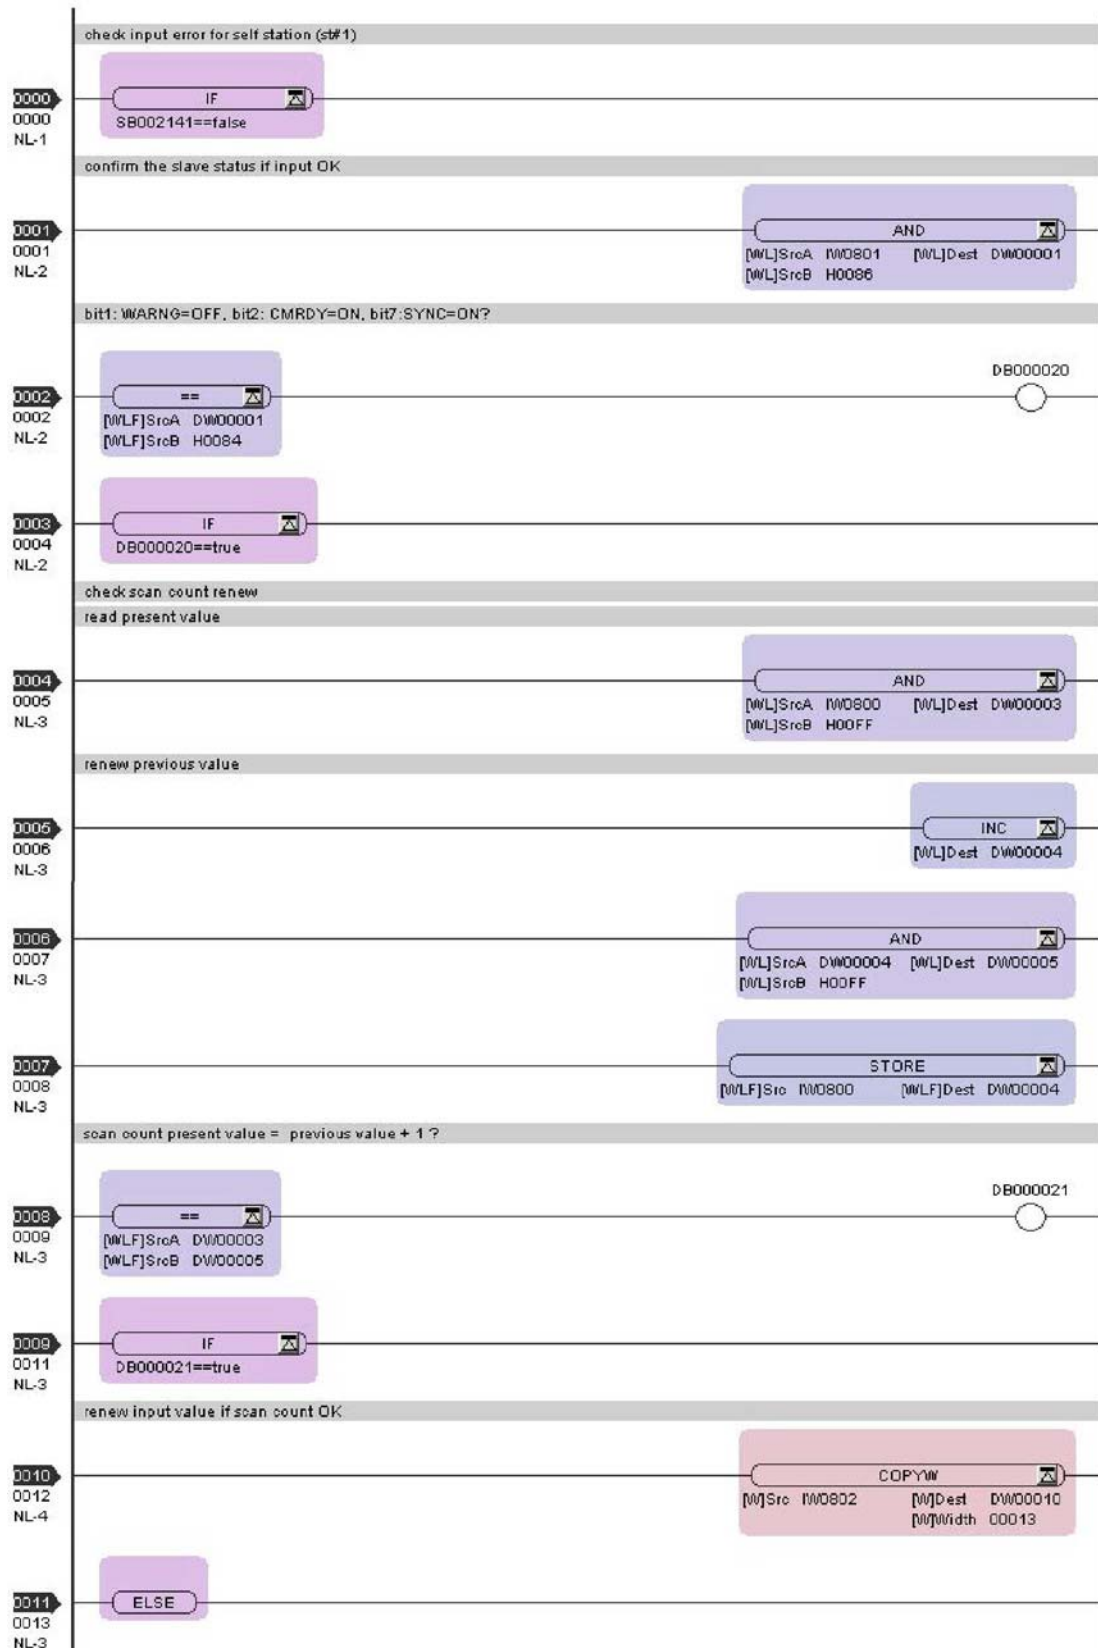 check input error for self station (st#1)
0000 IF
0000 SB002141==false
NL-1
confirm the slave status if input OK
0001 AND
0001 [WL]SrcA IW0801 [WL]Dest DW00001
NL-2 [WL]SrcB H0086
bit1: WARNG=OFF, bit2: CMRDY=ON, bit7:SYNC=ON?
DB000020
0002 ==
0002 [WLF]SrcA DW00001
NL-2 [WLF]SrcB H0084
0003 IF
0004 DB000020==true
NL-2
check scan count renew
read present value
0004 AND
0005 [WL]SrcA IW0800 [WL]Dest DW00003
NL-3 [WL]SrcB H00FF
renew previous value
0005 INC
0006 [WL]Dest DW00004
NL-3
0006 AND
0007 [WL]SrcA DW00004 [WL]Dest DW00005
NL-3 [WL]SrcB H00FF
0007 STORE
0008 [WLF]Src IW0800 [WLF]Dest DW00004
NL-3
scan count present value = previous value + 1 ?
DB000021
0008 ==
0009 [WLF]SrcA DW00003
NL-3 [WLF]SrcB DW00005
0009 IF
0011 DB000021==true
NL-3
renew input value if scan count OK
0010 COPYW
0012 [W]Src IW0802 [W]Dest DW00010
NL-4 [W]Width 00013
0011 ELSE
0013
NL-3